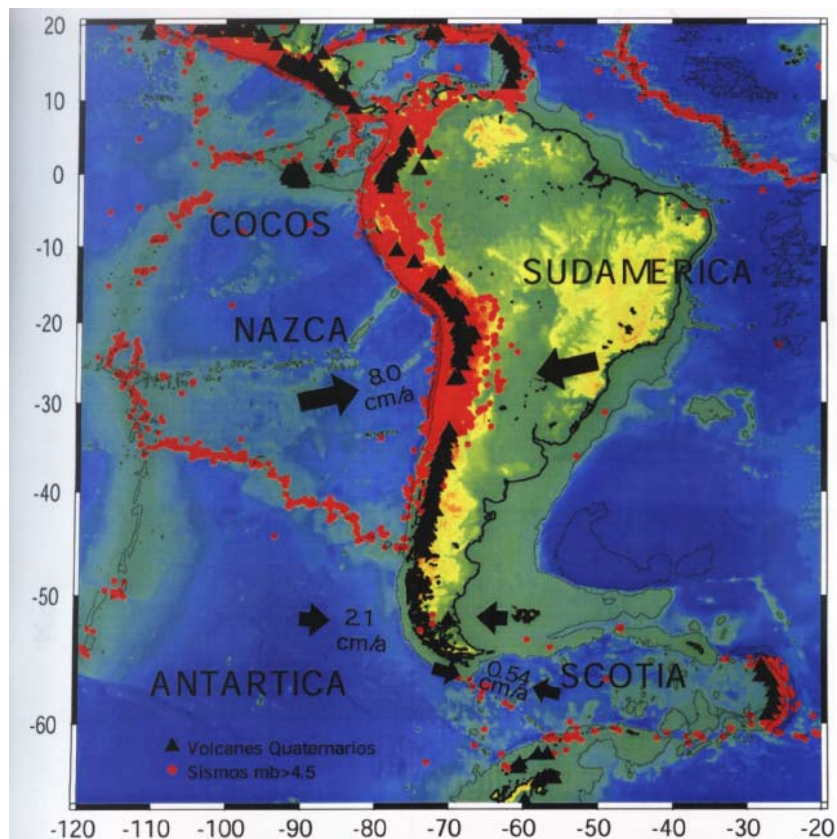 20
10
0
-10
-20
-30
-40
-50
-60
COCOS
SUDAMERICA
NAZCA
8.0
cm/a
2.1
cm/a
ANTARTICA
0.54
cm/a
SCOTIA
Volcanes Quaternarios
Sismos mb>4.5
-120 -110 -100 -90 -80 -70 -60 -50 -40 -30 -20